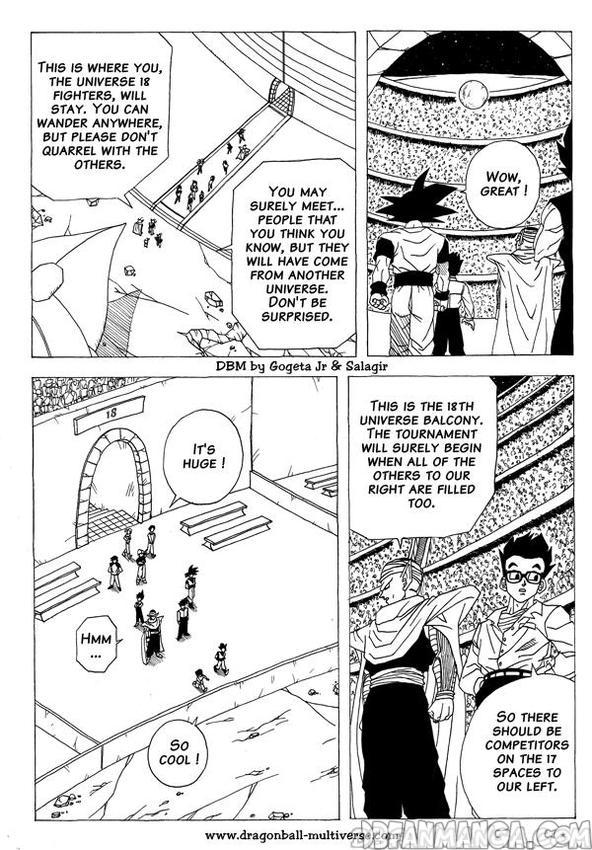 THIS IS WHERE YOU,
THE UNIVERSE 18
FIGHTERS, WILL
STAY. YOU CAN
WANDER ANYWHERE,
BUT PLEASE DON'T
QUARREL WITH THE
OTHERS.
YOU MAY
SURELY MEET...
PEOPLE THAT
YOU THINK YOU
KNOW, BUT THEY
WILL HAVE COME
FROM ANOTHER
UNIVERSE.
DON'T BE
SURPRISED.
WOW,
GREAT !
DBM by Gogeta Jr & Salagir
18
IT'S
HUGE !
HMM
...
SO
COOL !
THIS IS THE 18TH
UNIVERSE BALCONY.
THE TOURNAMENT
WILL SURELY BEGIN
WHEN ALL OF THE
OTHERS TO OUR
RIGHT ARE FILLED
TOO.
SO THERE
SHOULD BE
COMPETITORS
ON THE 17
SPACES TO
OUR LEFT.
www.dragonball-multiverse.com
DBFANMANGA.COM